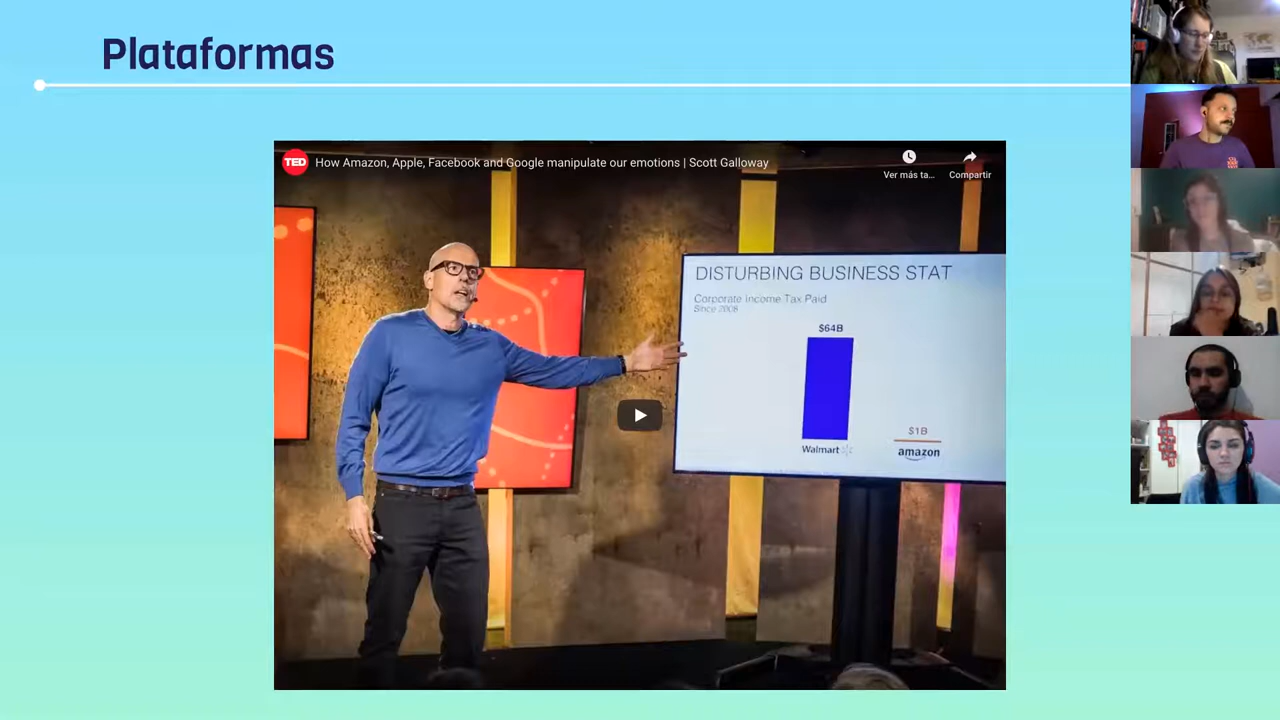 Plataformas
TED
How Amazon, Apple, Facebook and Google manipulate our emotions | Scott Galloway
Ver más ta...
Compartir
DISTURBING BUSINESS STAT
Corporate Income Tax Paid
Since 2008
$64B
$1B
Walmart
amazon